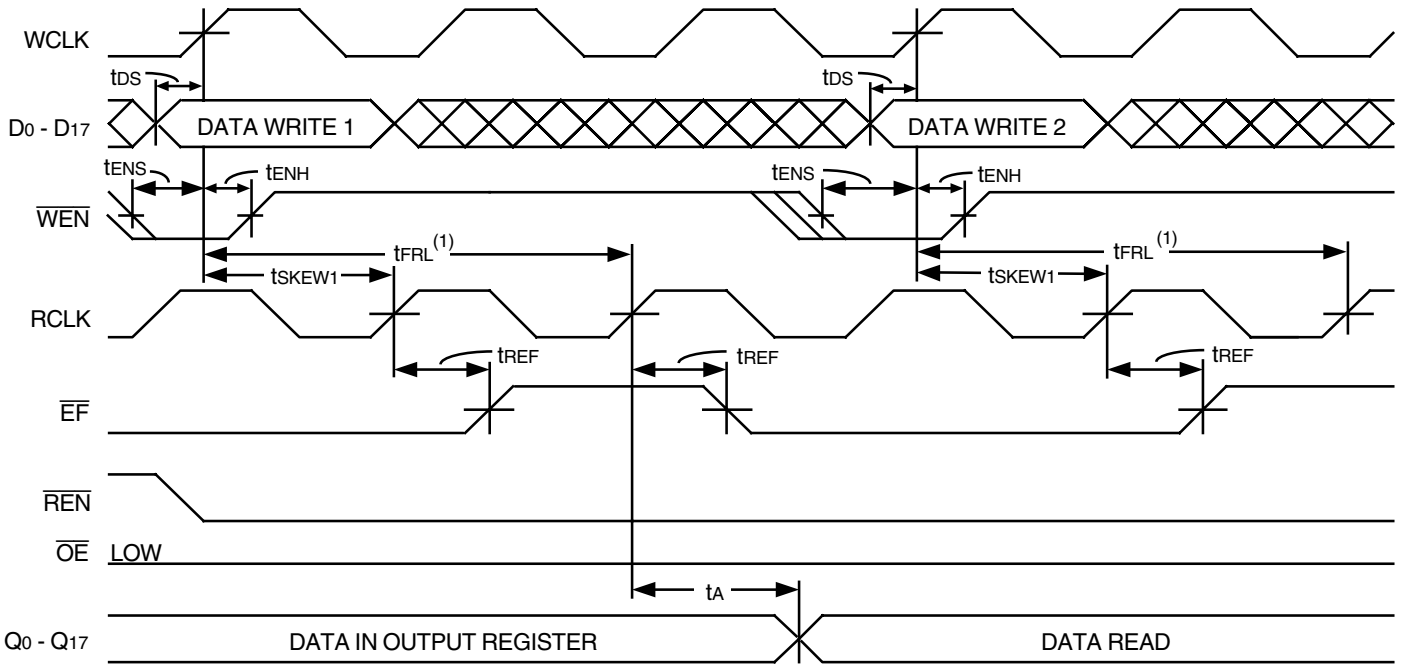 WCLK
tDS tDS
D0 - D17 DATA WRITE 1 DATA WRITE 2
tENS tENH tENS tENH
WEN
tFRL(1) tFRL(1)
tSKEW1 tSKEW1
RCLK
tREF tREF tREF
EF
REN
OE LOW
tA
Q0 - Q17 DATA IN OUTPUT REGISTER DATA READ